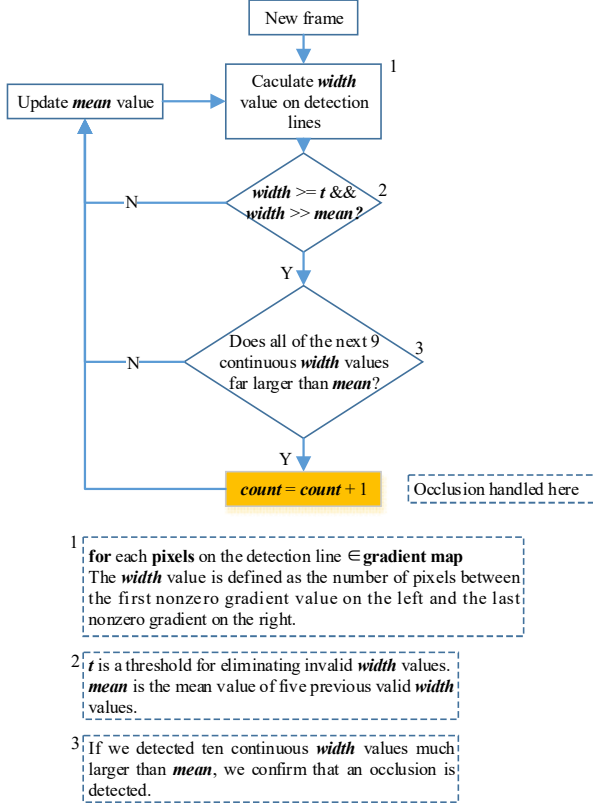 New frame
1
Caculate width
value on detection
lines
Update mean value
2
width >= t &&
width >> mean?
N
Y
3
Does all of the next 9
continuous width values
far larger than mean?
N
Y
count = count + 1
Occlusion handled here
1
for each pixels on the detection line ∈ gradient map
The width value is defined as the number of pixels between
the first nonzero gradient value on the left and the last
nonzero gradient on the right.
2
t is a threshold for eliminating invalid width values.
mean is the mean value of five previous valid width
values.
3
If we detected ten continuous width values much
larger than mean, we confirm that an occlusion is
detected.